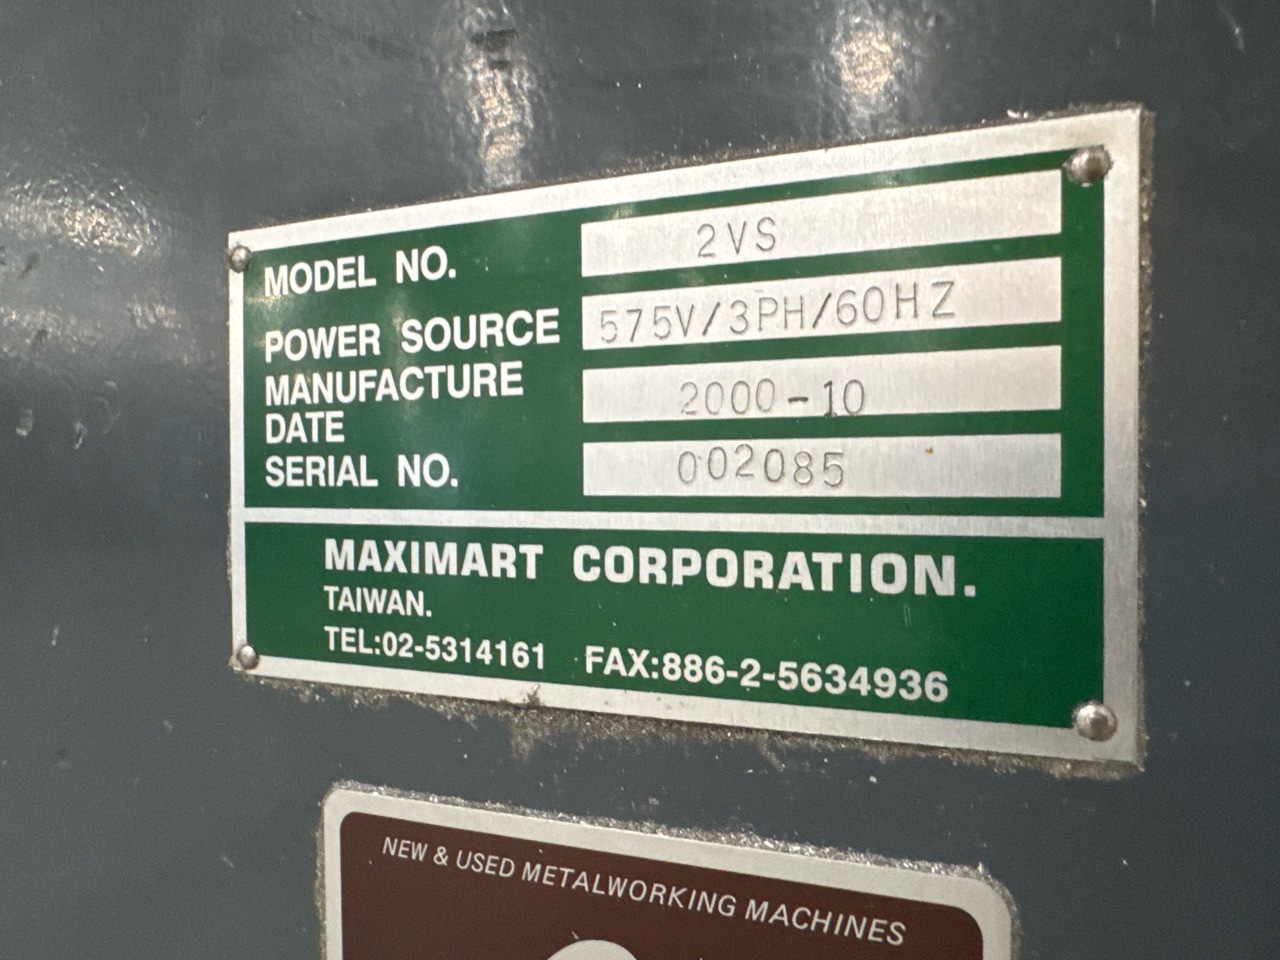 MODEL NO. 2VS
POWER SOURCE 575V/3PH/60HZ
MANUFACTURE
DATE 2000-10
SERIAL NO. 002085
MAXIMART CORPORATION.
TAIWAN.
TEL:02-5314161 FAX:886-2-5634936
NEW & USED METALWORKING MACHINES